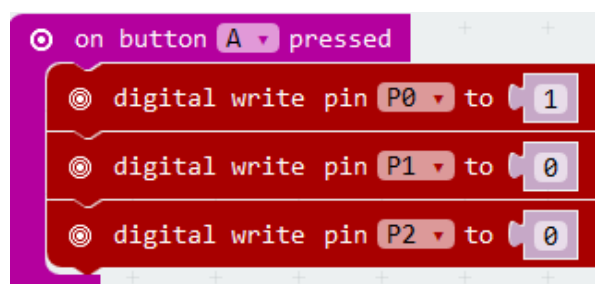 on button A pressed
digital write pin P0 to 1
digital write pin P1 to 0
digital write pin P2 to 0